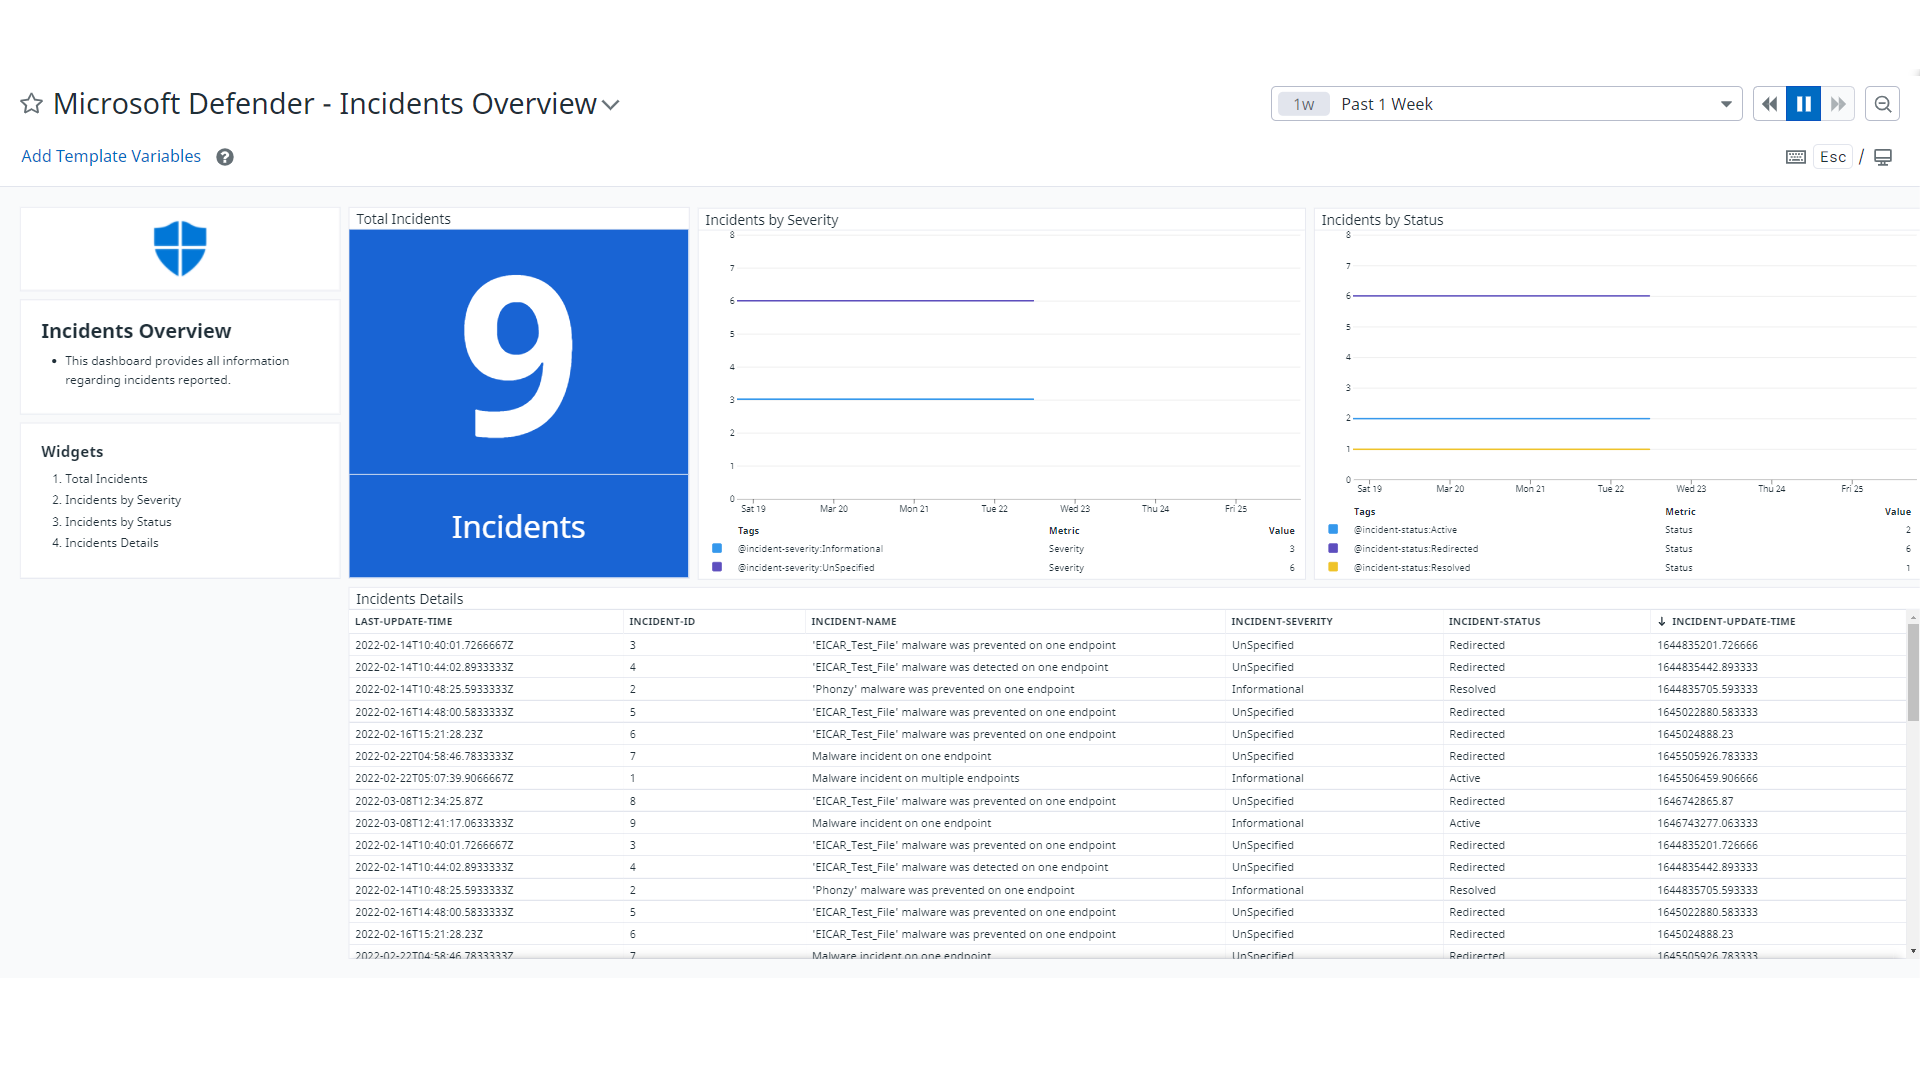 Microsoft Defender - Incidents Overview
1w Past 1 Week
Add Template Variables ?
Esc /
Incidents Overview
• This dashboard provides all information
regarding incidents reported.
Widgets
1. Total Incidents
2. Incidents by Severity
3. Incidents by Status
4. Incidents Details
Total Incidents
9
Incidents
Incidents by Severity
8
7
6
5
4
3
2
1
0
Sat 19 Mar 20 Mon 21 Tue 22 Wed 23 Thu 24 Fri 25
Tags Metric Value
@incident-severity:Informational Severity 3
@incident-severity:UnSpecified Severity 6
Incidents by Status
8
7
6
5
4
3
2
1
0
Sat 19 Mar 20 Mon 21 Tue 22 Wed 23 Thu 24 Fri 25
Tags Metric Value
@incident-status:Active Status 2
@incident-status:Redirected Status 6
@incident-status:Resolved Status 1
Incidents Details
LAST-UPDATE-TIME INCIDENT-ID INCIDENT-NAME INCIDENT-SEVERITY INCIDENT-STATUS ↓ INCIDENT-UPDATE-TIME
2022-02-14T10:40:01.7266667Z 3 'EICAR_Test_File' malware was prevented on one endpoint UnSpecified Redirected 1644835201.726666
2022-02-14T10:44:02.8933333Z 4 'EICAR_Test_File' malware was detected on one endpoint UnSpecified Redirected 1644835442.893333
2022-02-14T10:48:25.5933333Z 2 'Phonzy' malware was prevented on one endpoint Informational Resolved 1644835705.593333
2022-02-16T14:48:00.5833333Z 5 'EICAR_Test_File' malware was prevented on one endpoint UnSpecified Redirected 1645022880.583333
2022-02-16T15:21:28.23Z 6 'EICAR_Test_File' malware was prevented on one endpoint UnSpecified Redirected 1645024888.23
2022-02-22T04:58:46.7833333Z 7 Malware incident on one endpoint UnSpecified Redirected 1645505926.783333
2022-02-22T05:07:39.9066667Z 1 Malware incident on multiple endpoints Informational Active 1645506459.906666
2022-03-08T12:34:25.87Z 8 'EICAR_Test_File' malware was prevented on one endpoint UnSpecified Redirected 1646742865.87
2022-03-08T12:41:17.0633333Z 9 Malware incident on one endpoint Informational Active 1646743277.063333
2022-02-14T10:40:01.7266667Z 3 'EICAR_Test_File' malware was prevented on one endpoint UnSpecified Redirected 1644835201.726666
2022-02-14T10:44:02.8933333Z 4 'EICAR_Test_File' malware was detected on one endpoint UnSpecified Redirected 1644835442.893333
2022-02-14T10:48:25.5933333Z 2 'Phonzy' malware was prevented on one endpoint Informational Resolved 1644835705.593333
2022-02-16T14:48:00.5833333Z 5 'EICAR_Test_File' malware was prevented on one endpoint UnSpecified Redirected 1645022880.583333
2022-02-16T15:21:28.23Z 6 'EICAR_Test_File' malware was prevented on one endpoint UnSpecified Redirected 1645024888.23
2022-02-22T04:58:46.7833333Z 7 Malware incident on one endpoint UnSpecified Redirected 1645505926.783333